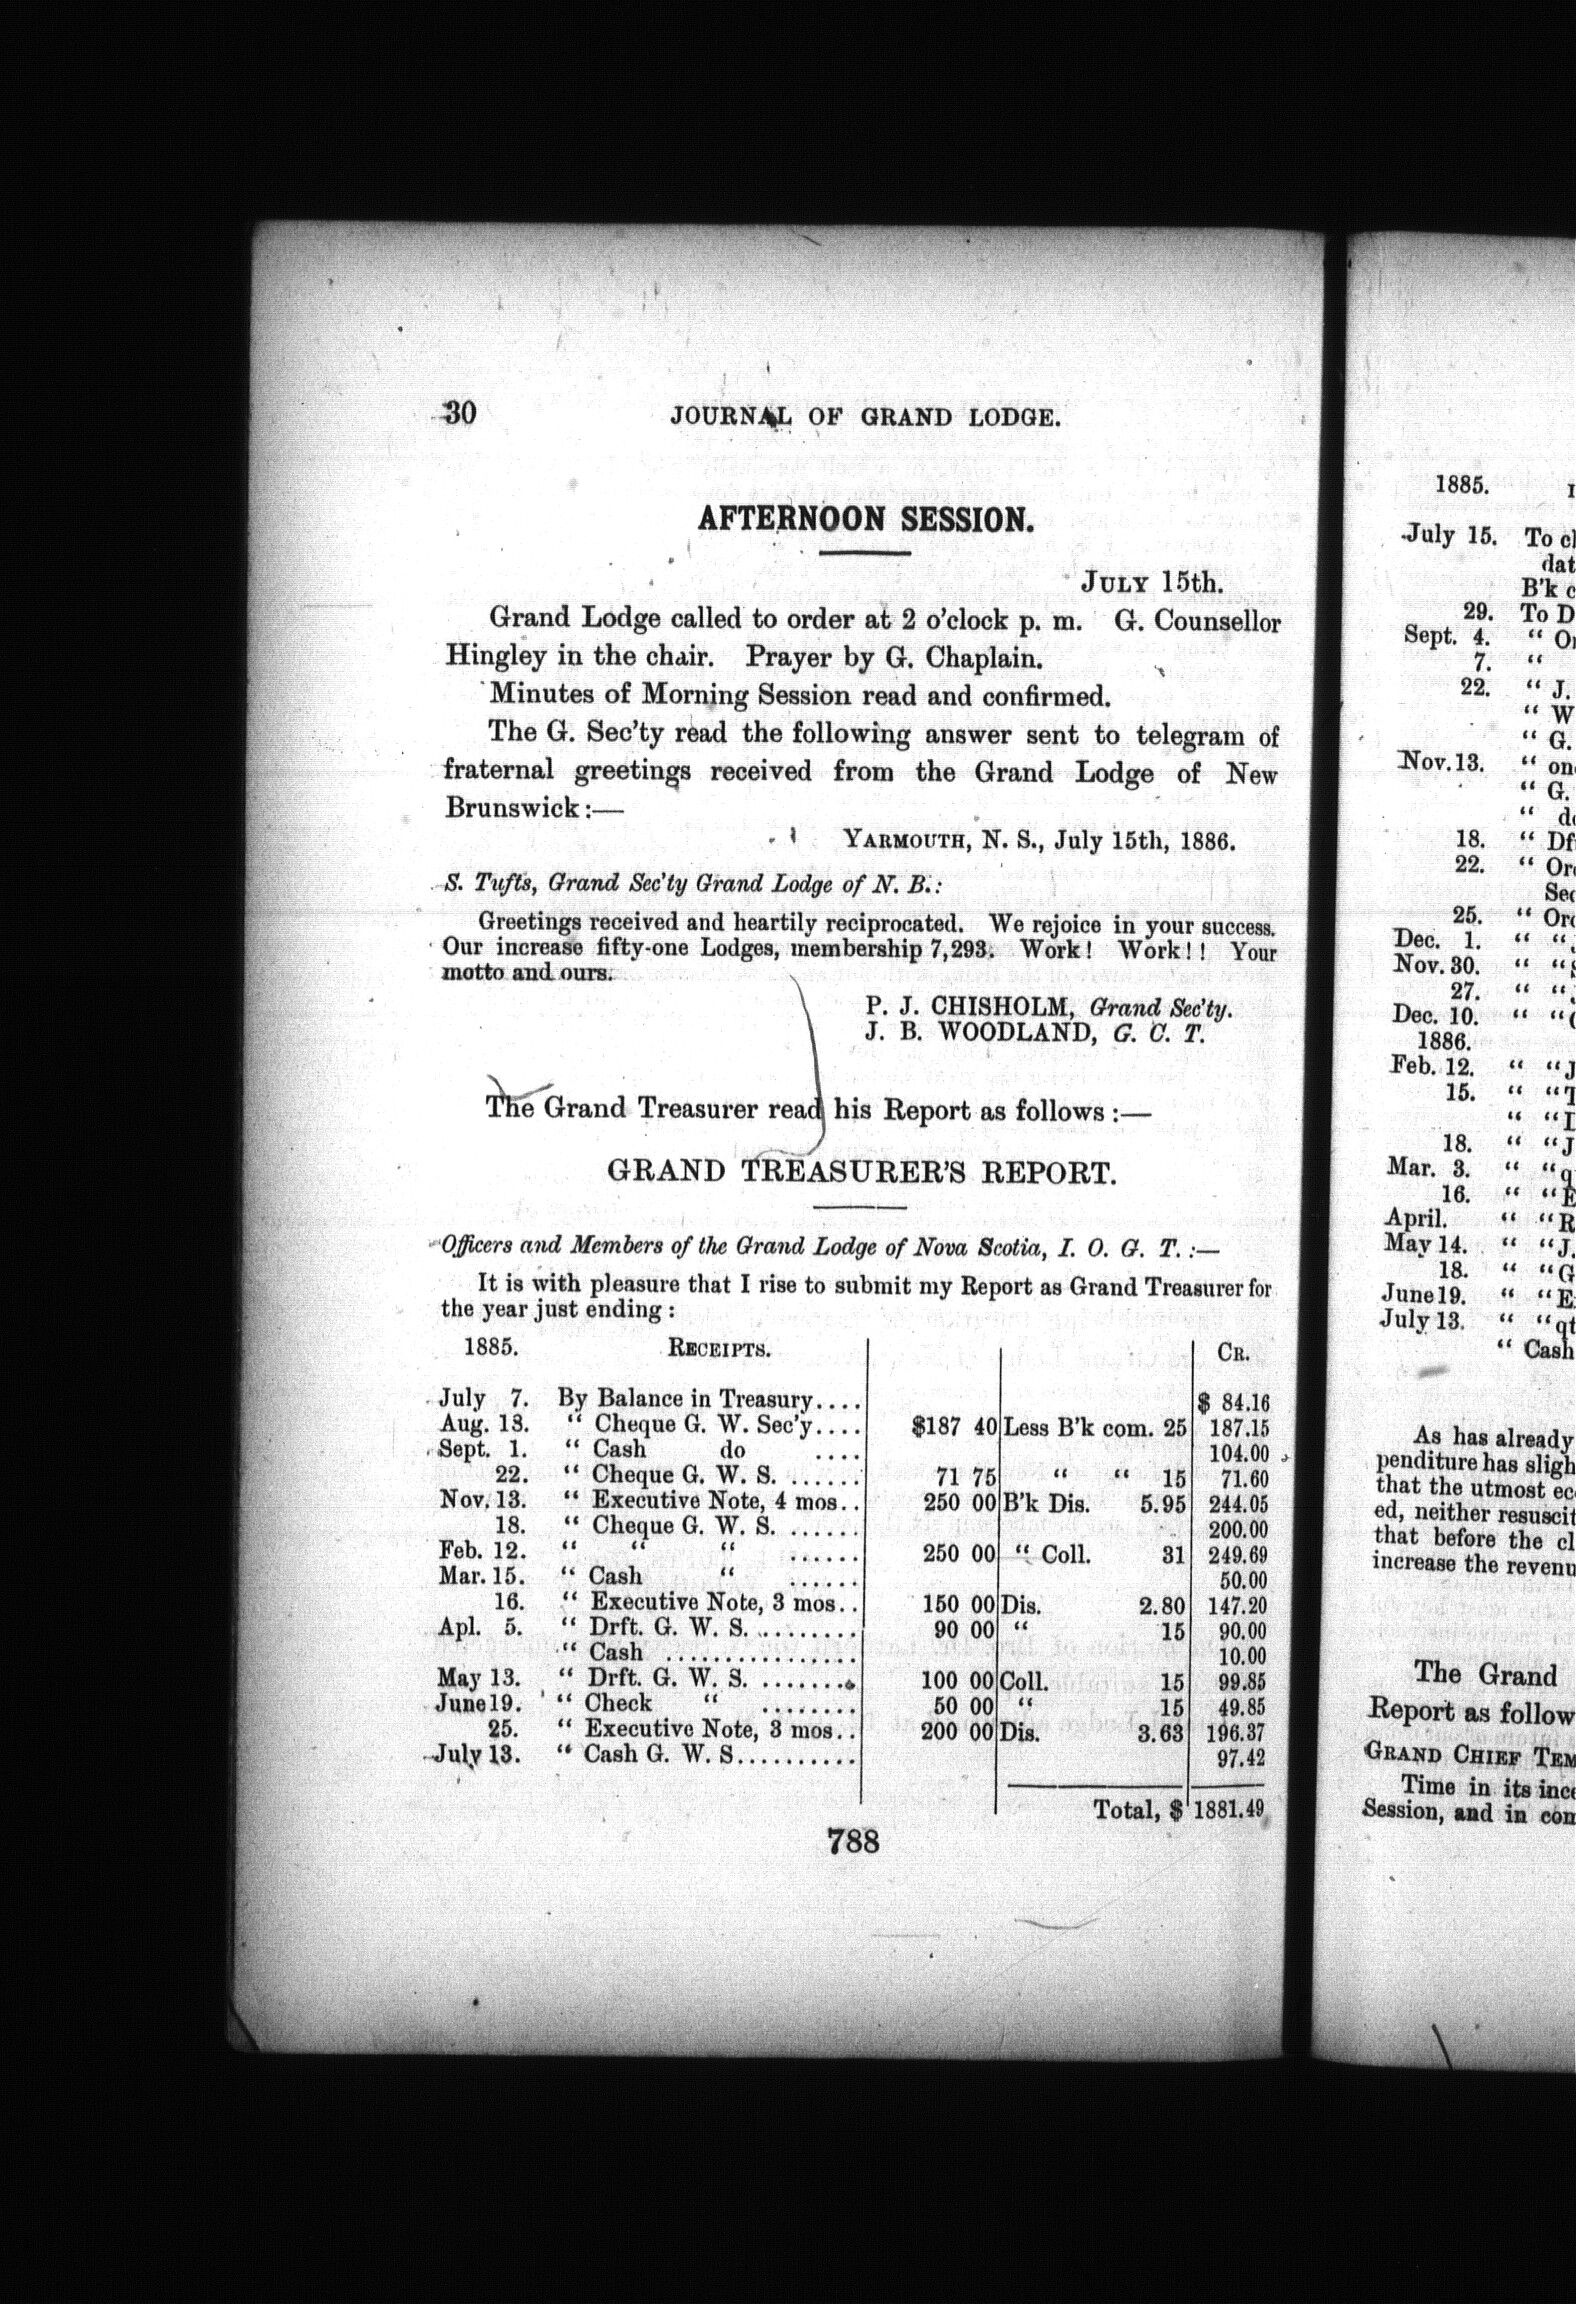 30 JOURNAL OF GRAND LODGE.
AFTERNOON SESSION.
JULY 15th.
Grand Lodge called to order at 2 o'clock p. m. G. Counsellor
Hingley in the chair. Prayer by G. Chaplain.
Minutes of Morning Session read and confirmed.
The G. Sec'ty read the following answer sent to telegram of
fraternal greetings received from the Grand Lodge of New
Brunswick:—
YARMOUTH, N. S., July 15th, 1886.
S. Tufts, Grand Sec'ty Grand Lodge of N. B.:
Greetings received and heartily reciprocated. We rejoice in your success.
Our increase fifty-one Lodges, membership 7,293. Work! Work!! Your
motto and ours.
P. J. CHISHOLM, Grand Sec'ty.
J. B. WOODLAND, G. C. T.
The Grand Treasurer read his Report as follows:—
GRAND TREASURER'S REPORT.
Officers and Members of the Grand Lodge of Nova Scotia, I. O. G. T.:—
It is with pleasure that I rise to submit my Report as Grand Treasurer for
the year just ending:
1885. RECEIPTS. CR.
July 7. By Balance in Treasury.... $ 84.16
Aug. 13. “ Cheque G. W. Sec'y.... $187 40 Less B'k com. 25 187.15
Sept. 1. “ Cash do .... 104.00
22. “ Cheque G. W. S. ...... 71 75 “ “ 15 71.60
Nov. 13. “ Executive Note, 4 mos.. 250 00 B'k Dis. 5.95 244.05
18. “ Cheque G. W. S. ...... 200.00
Feb. 12. “ “ “ ...... 250 00 “ Coll. 31 249.69
Mar. 15. “ Cash “ ...... 50.00
16. “ Executive Note, 3 mos.. 150 00 Dis. 2.80 147.20
Apl. 5. “ Drft. G. W. S. ........ 90 00 “ 15 90.00
“ Cash ................ 10.00
May 13. “ Drft. G. W. S. ........ 100 00 Coll. 15 99.85
June 19. “ Check “ ........ 50 00 “ 15 49.85
25. “ Executive Note, 3 mos.. 200 00 Dis. 3.63 196.37
July 13. “ Cash G. W. S.......... 97.42
Total, $ 1881.49
788
1885.
July 15. To
B'k
29. To
Sept. 4. “
7. “
22. “ J.
“ W
“ G.
Nov. 13. “
“ G.
“
18. “
22. “
25. “
Dec. 1. “ “
Nov. 30. “ “
27. “ “
Dec. 10. “ “
1886.
Feb. 12. “ “
15. “ “
“ “
18. “ “
Mar. 3. “ “
16. “ “
April. “ “
May 14. “ “J.
18. “ “
June 19. “ “
July 13. “ “
“ Cash
As has already
penditure has
that the utmost
ed, neither
that before the
increase the
The Grand
Report as
GRAND CHIEF
Time in its
Session, and in